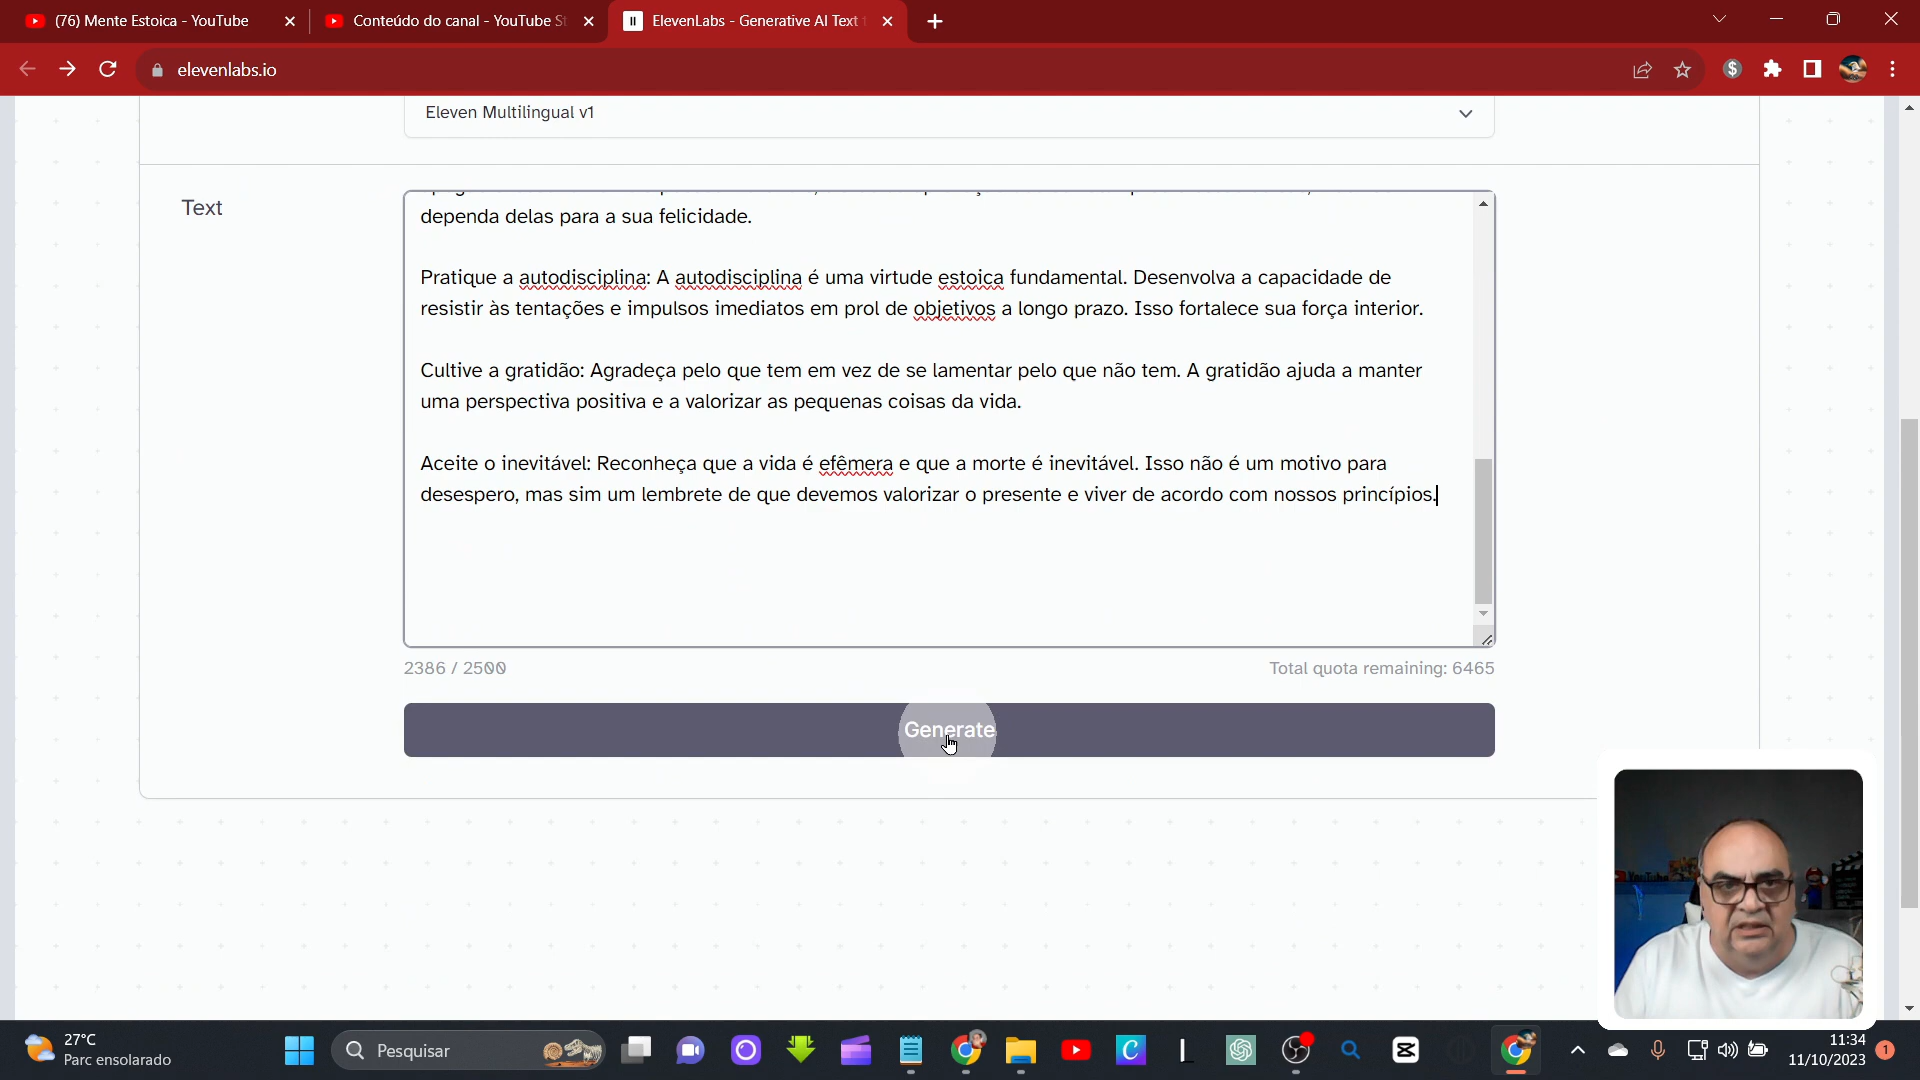 (76) Mente Estoica - YouTube
Conteúdo do canal - YouTube St
ElevenLabs - Generative AI Text
elevenlabs.io
Eleven Multilingual v1
Text
dependa delas para a sua felicidade.
Pratique a autodisciplina: A autodisciplina é uma virtude estoica fundamental. Desenvolva a capacidade de
resistir às tentações e impulsos imediatos em prol de objetivos a longo prazo. Isso fortalece sua força interior.
Cultive a gratidão: Agradeça pelo que tem em vez de se lamentar pelo que não tem. A gratidão ajuda a manter
uma perspectiva positiva e a valorizar as pequenas coisas da vida.
Aceite o inevitável: Reconheça que a vida é efêmera e que a morte é inevitável. Isso não é um motivo para
desespero, mas sim um lembrete de que devemos valorizar o presente e viver de acordo com nossos princípios.
2386 / 2500
Total quota remaining: 6465
Generate
27°C
Parc ensolarado
Pesquisar
11:34
11/10/2023
1